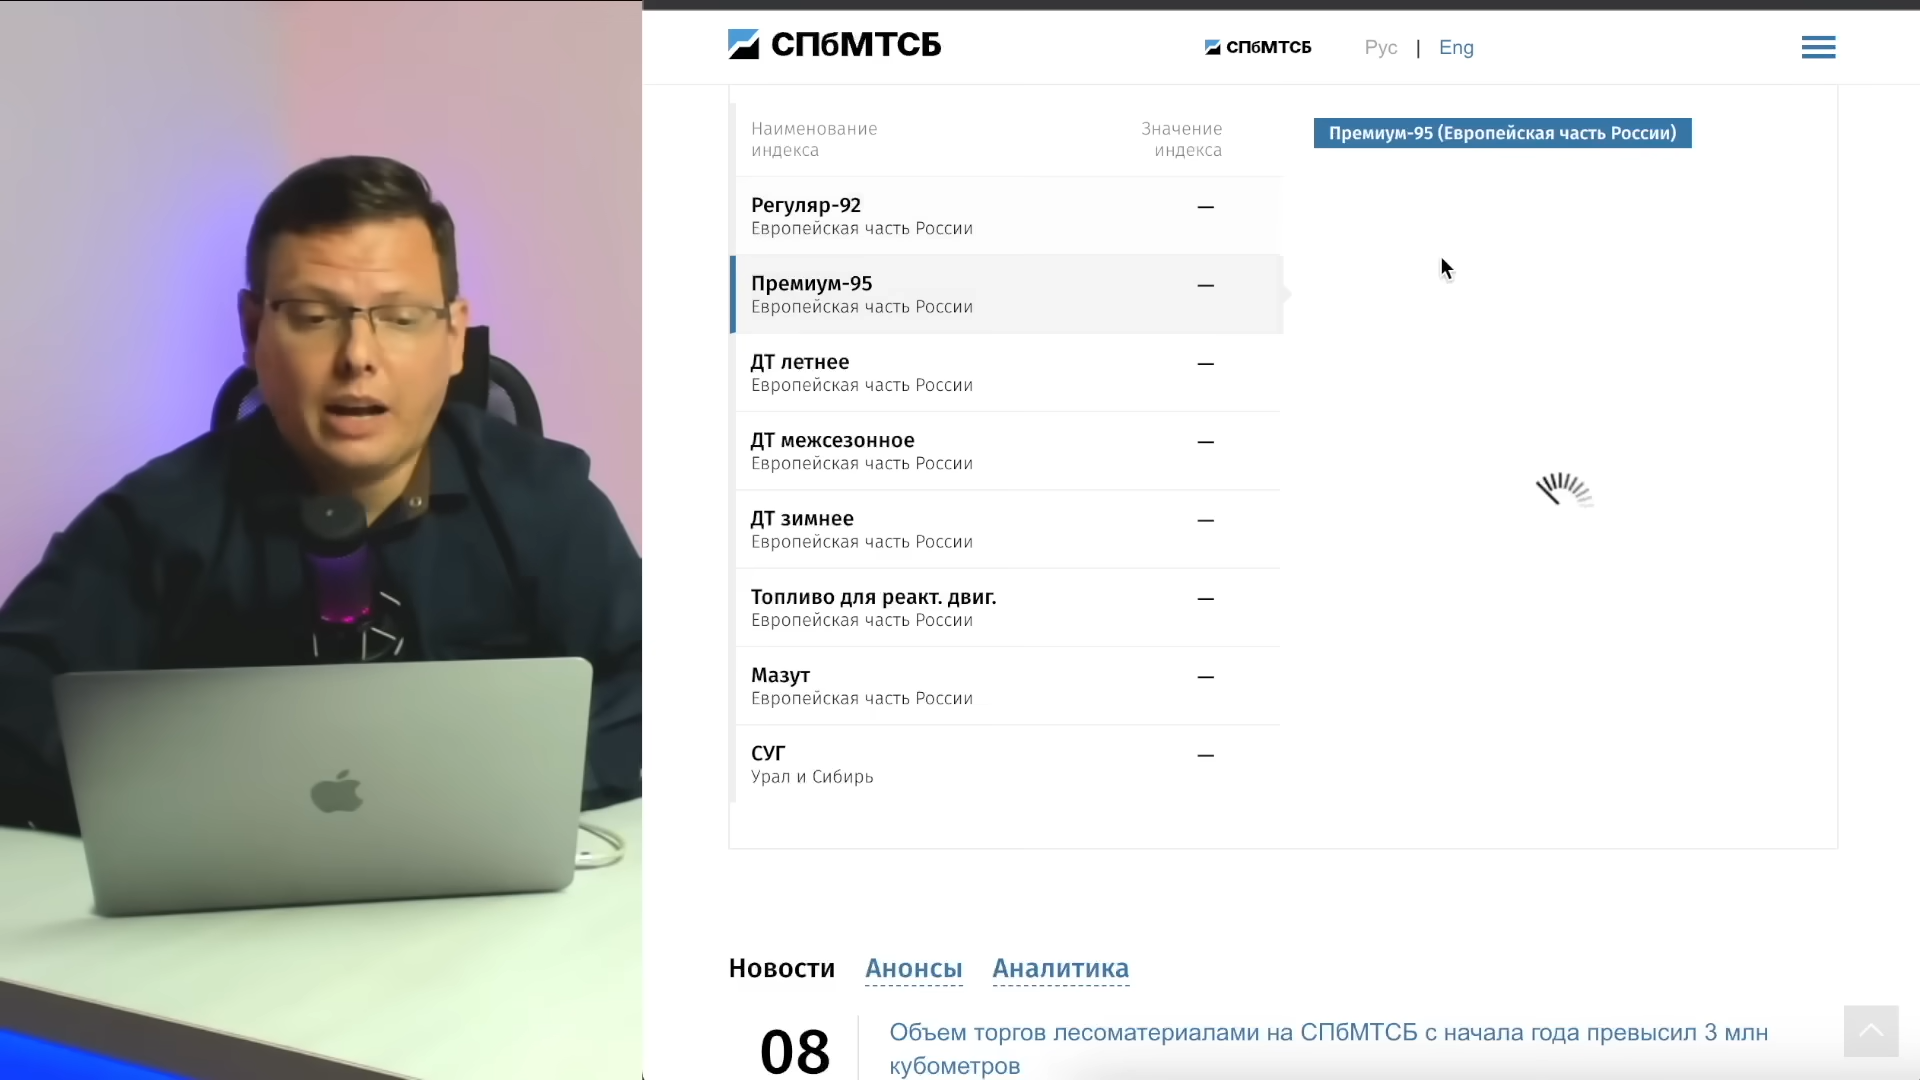 СПбМТСБ
СПбМТСБ
Рус | Eng
Наименование
индекса
Значение
индекса
Премиум-95 (Европейская часть России)
Регуляр-92
—
Европейская часть России
Премиум-95
—
Европейская часть России
ДТ летнее
—
Европейская часть России
ДТ межсезонное
—
Европейская часть России
ДТ зимнее
—
Европейская часть России
Топливо для реакт. двиг.
—
Европейская часть России
Мазут
—
Европейская часть России
СУГ
—
Урал и Сибирь
Новости Анонсы Аналитика
08
Объем торгов лесоматериалами на СПбМТСБ с начала года превысил 3 млн
кубометров